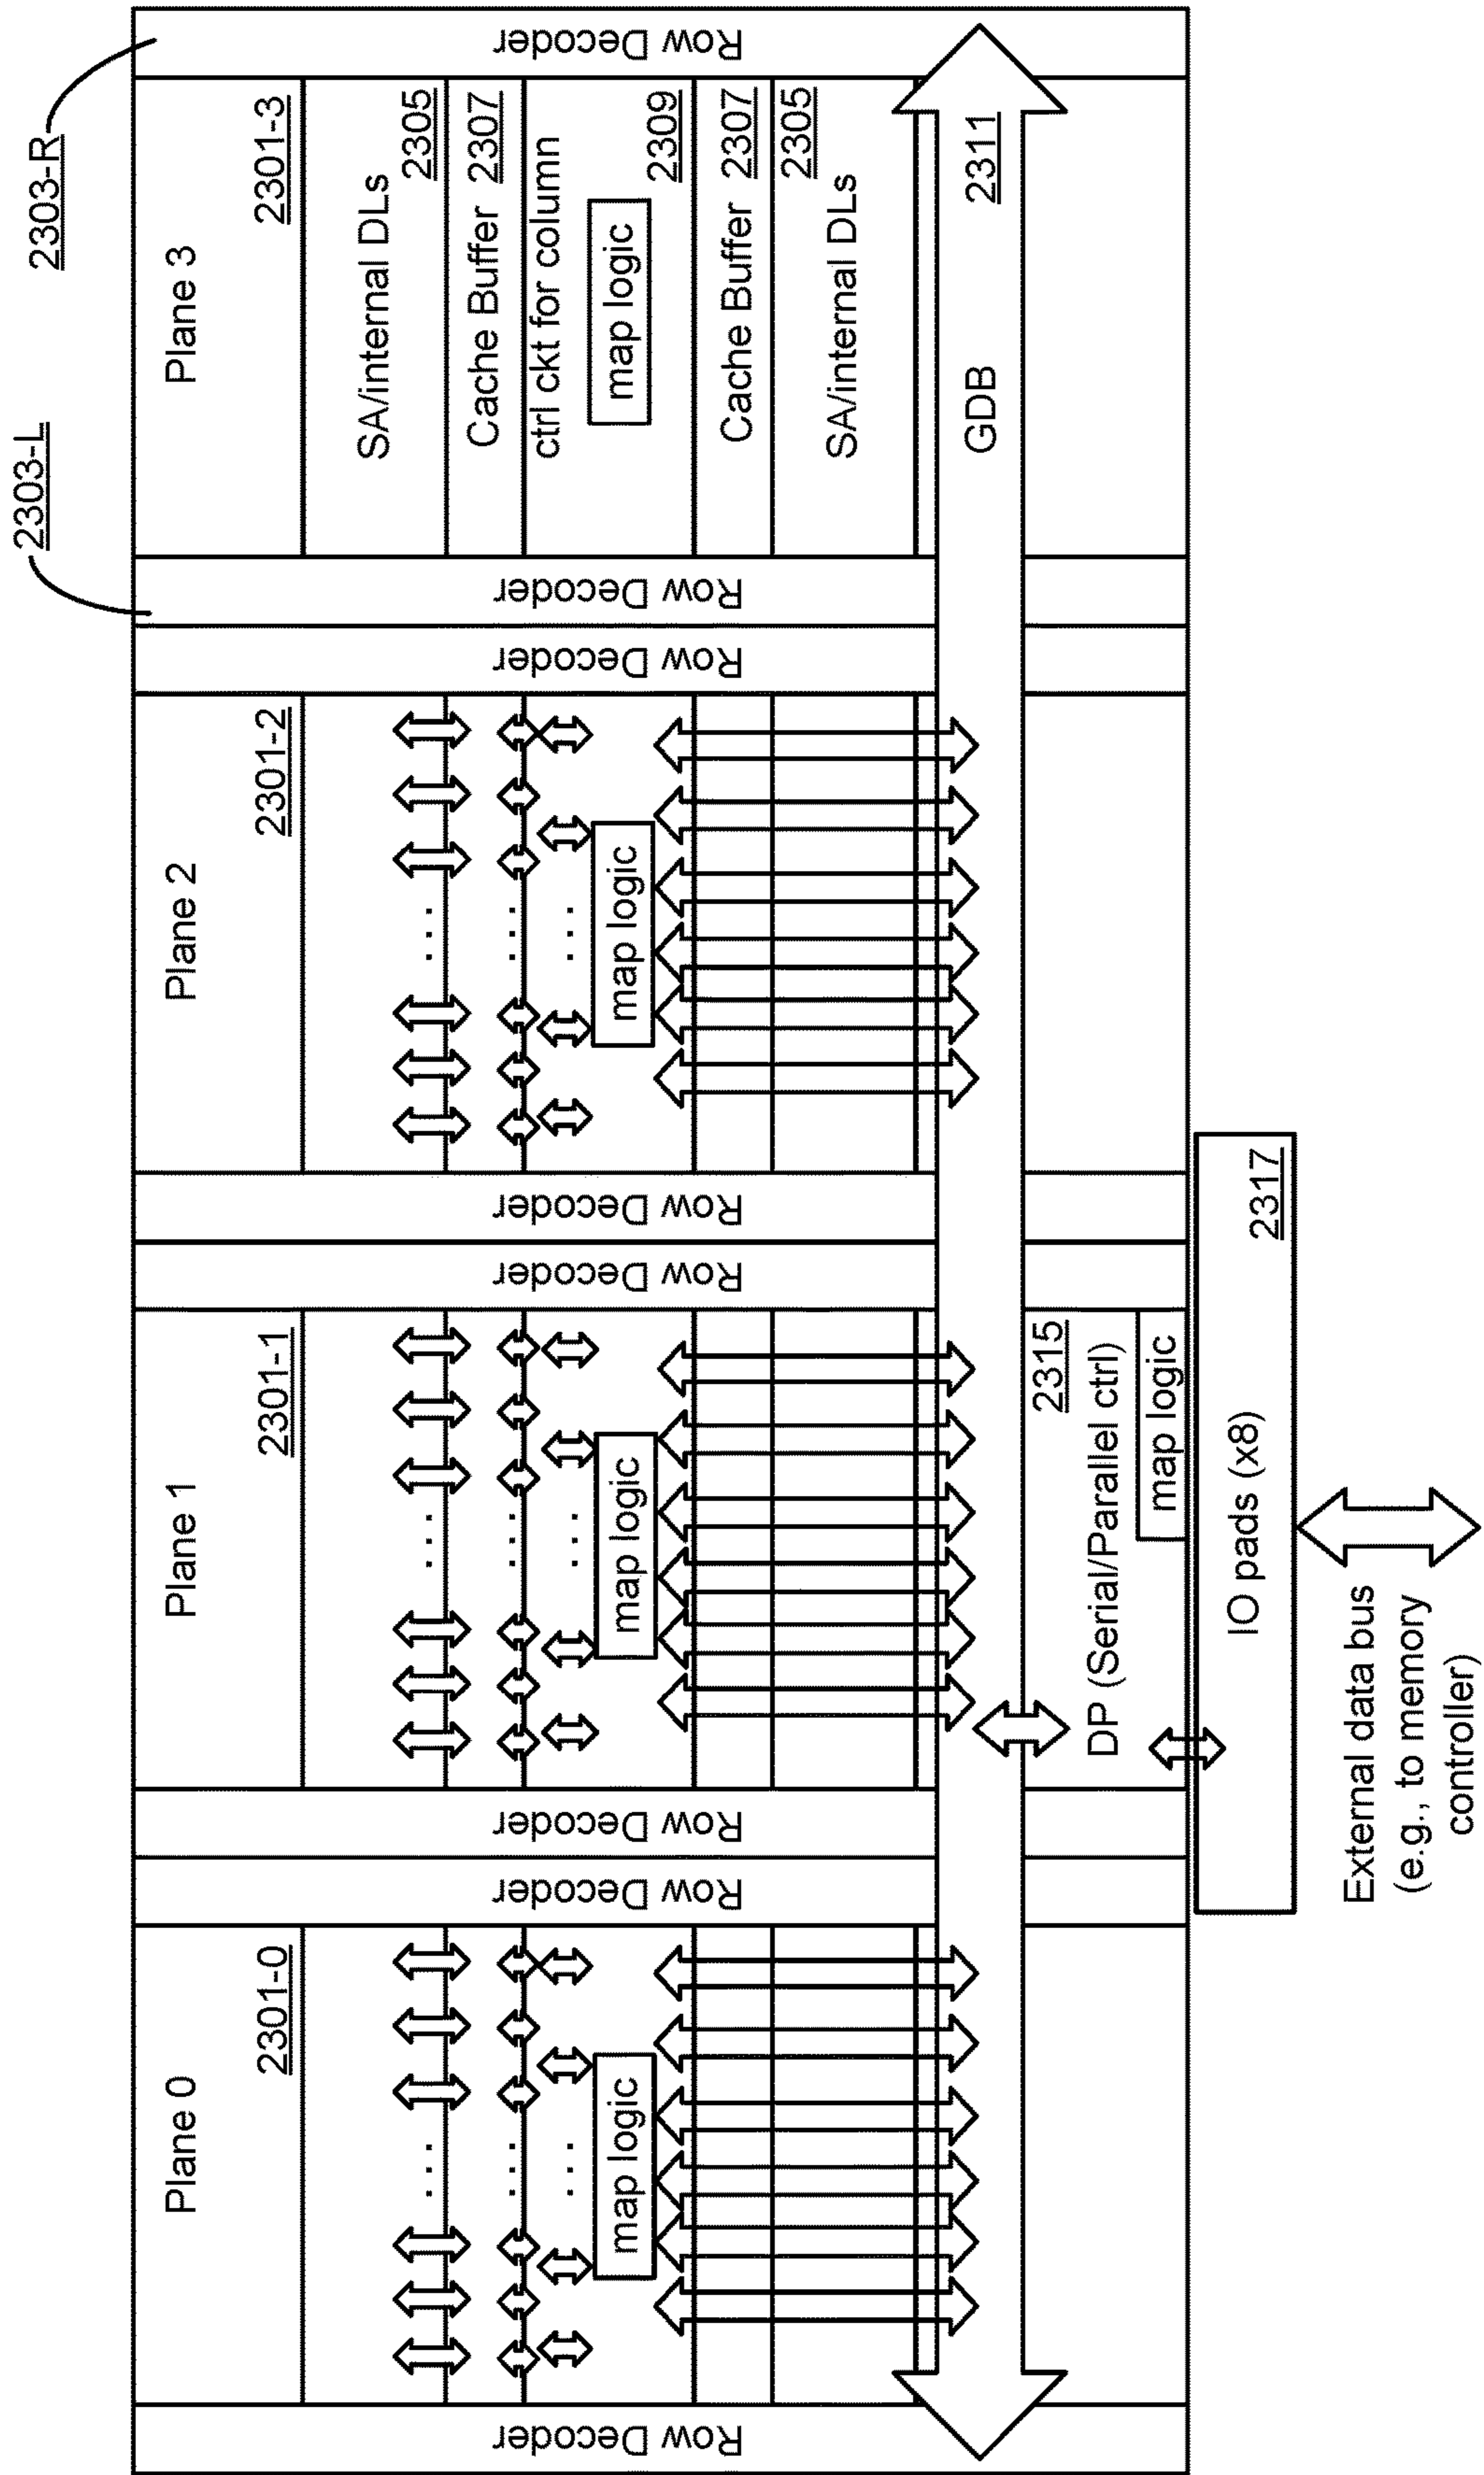 2303-L
2303-R
Row Decoder
Plane 0
2301-0
. . .
. . .
. . .
map logic
Row Decoder
Row Decoder
Plane 1
2301-1
. . .
. . .
. . .
map logic
Row Decoder
Row Decoder
Plane 2
2301-2
. . .
. . .
. . .
map logic
Row Decoder
Row Decoder
Plane 3
2301-3
SA/internal DLs
2305
Cache Buffer 2307
ctrl ckt for column
map logic
2309
Cache Buffer 2307
SA/internal DLs
2305
Row Decoder
GDB
2311
DP (Serial/Parallel ctrl)
2315
map logic
IO pads (x8)
2317
External data bus
(e.g., to memory
controller)